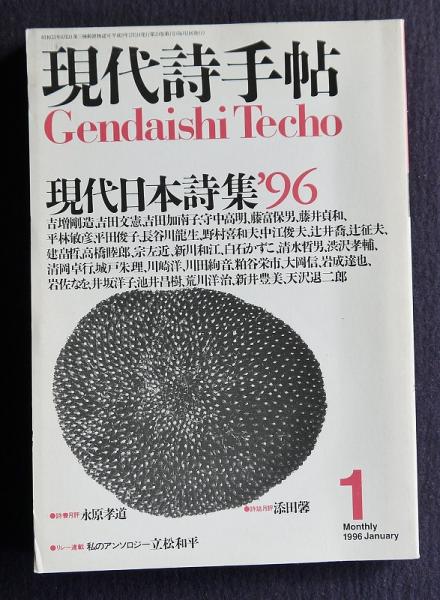 現代詩手帖
Gendaishi Techo
現代日本詩集'96
吉増剛造、吉田文憲、吉田加南子、守中高明、藤富保男、藤井貞和、
平林敏彦、平田俊子、長谷川龍生、野村喜和夫、中江俊夫、辻井喬、辻征夫、
建畠晢、高橋睦郎、宗左近、新川和江、白石かずこ、清水哲男、渋沢孝輔、
清岡卓行、城戸朱理、川崎洋、川田絢音、粕谷栄市、大岡信、岩成達也、
岩佐なを、井坂洋子、池井昌樹、荒川洋治、新井豊美、天沢退二郎
●詩書月評 永原孝道
●詩誌月評 添田馨
●リレー連載 私のアンソロジー 立松和平
1
Monthly
1996 January